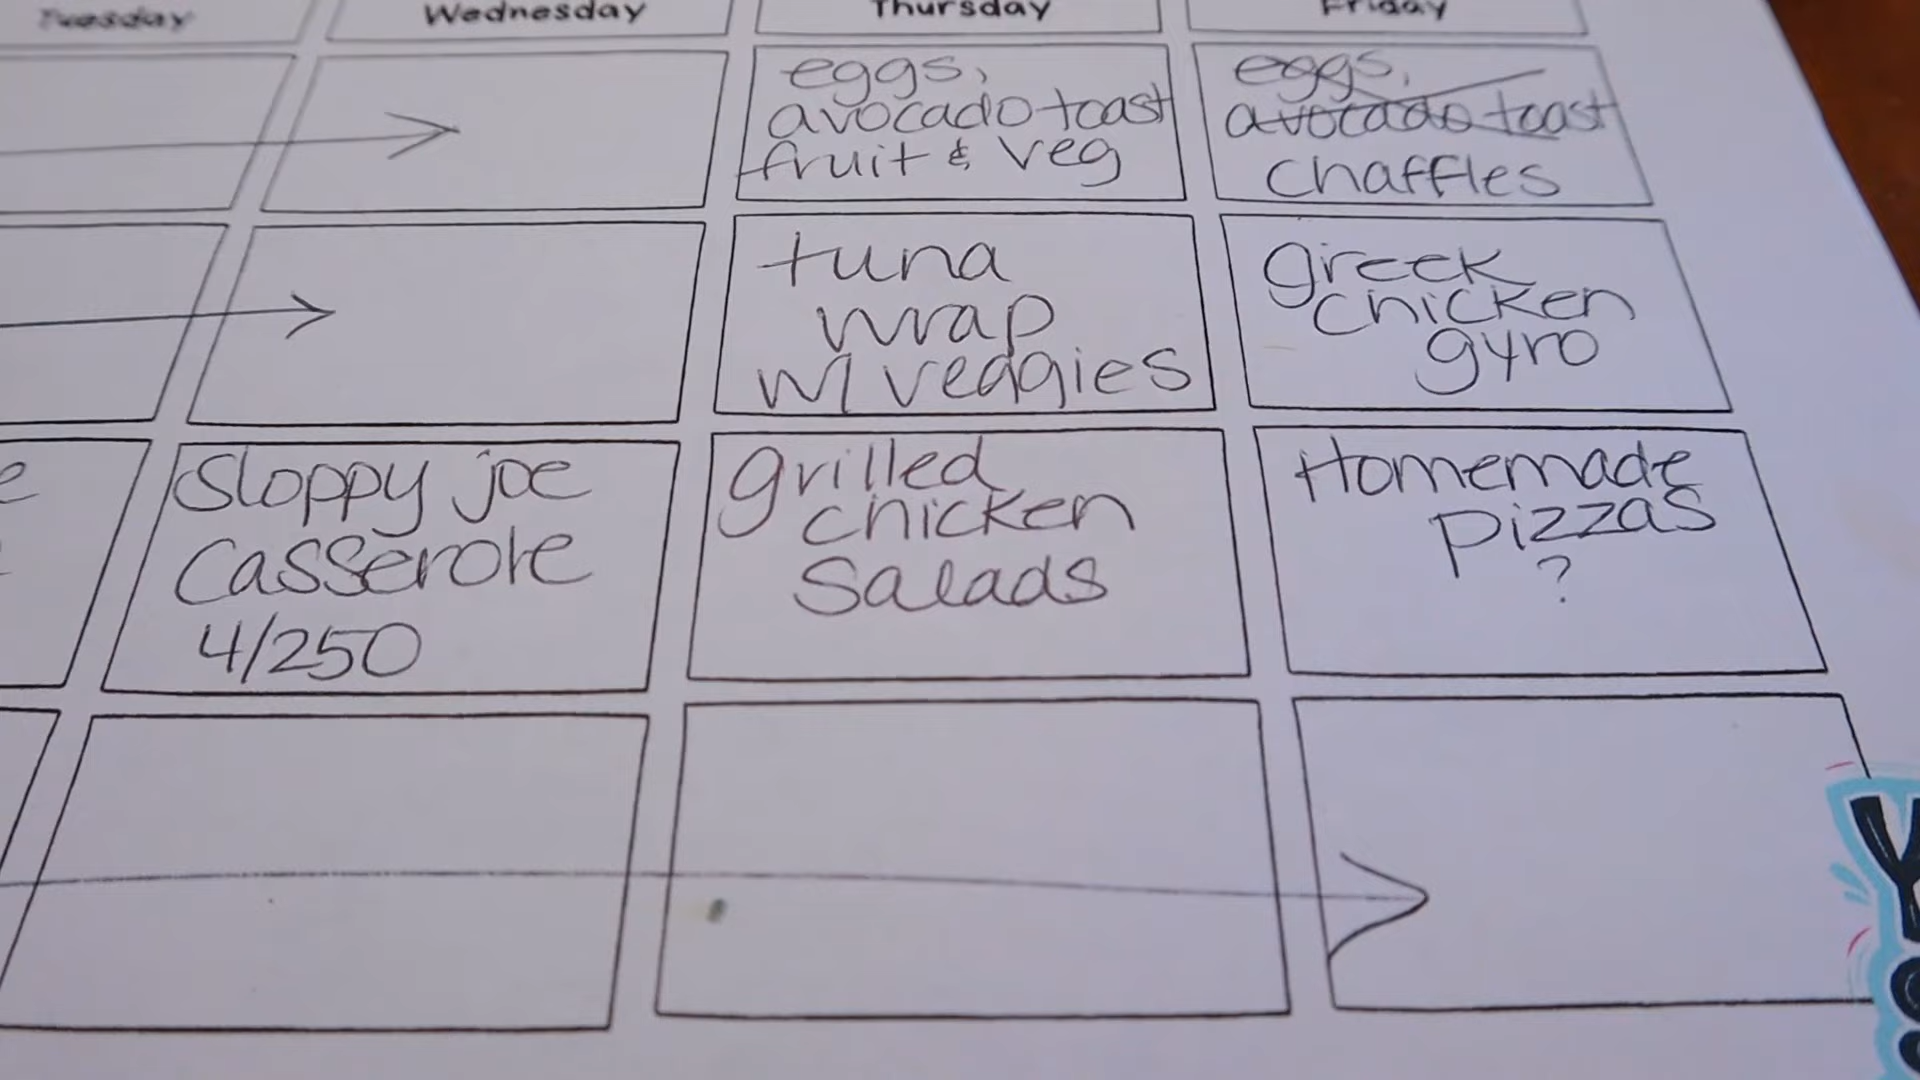 Tuesday
Wednesday
Thursday
Friday
eggs,
avocado toast
fruit & veg
eggs,
avocado toast
chaffles
tuna
wrap
w/ veggies
greek
chicken
gyro
sloppy joe
casserole
4/250
grilled
chicken
salads
Homemade
pizzas
?